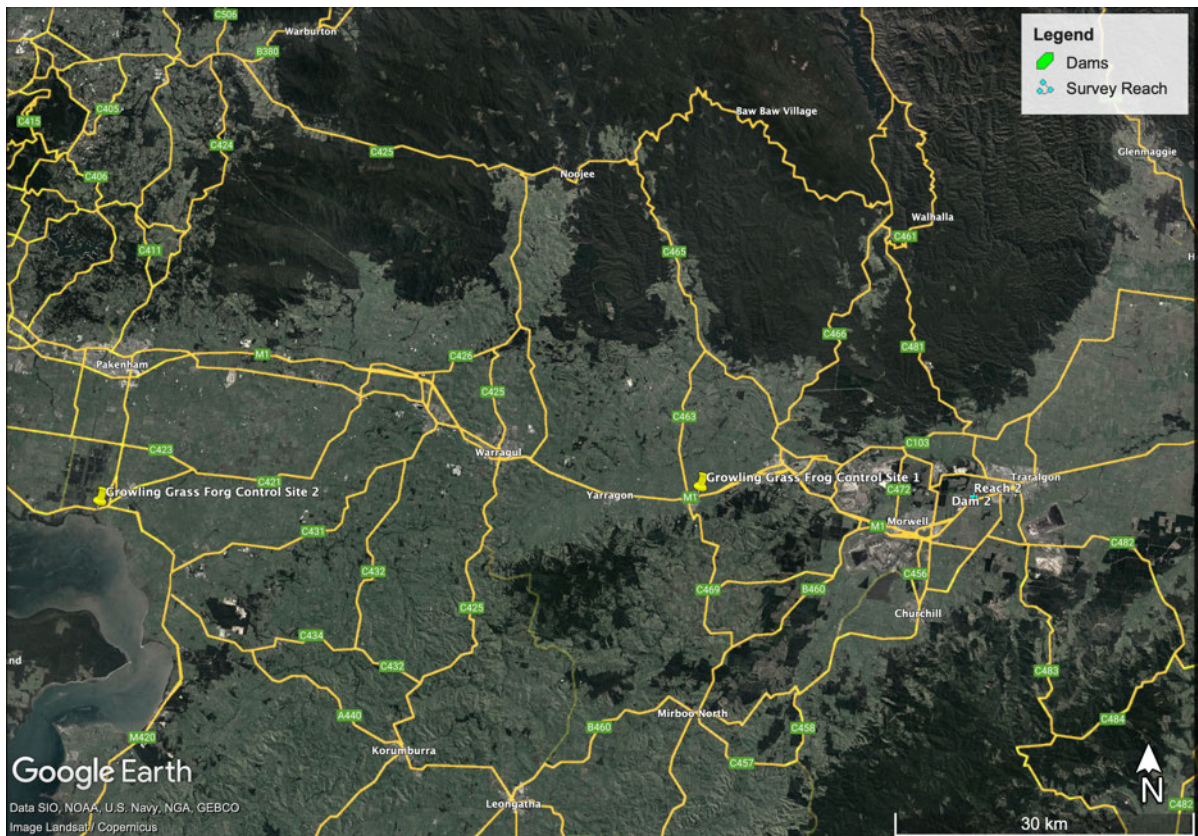 C506
Warburton
B380
Legend
Dams
Survey Reach
C405
C415
Baw Baw Village
C424
C425
Glenmaggie
C406
Noojee
Walhalla
C461
C411
C465
H
C466
C481
M1
C426
Pakenham
C425
C463
C103
C423
Warragul
Growling Grass Frog Control Site 1
Traralgon
C421
C472
Reach 2
Growling Grass Forg Control Site 2
Yarragon
M1
Dam 2
Morwell
C431
M1
C482
C432
C456
C469
B460
C425
Churchill
C434
nd
C432
C483
Mirboo North
A440
C484
B460
C458
M420
Korumburra
C457
Google Earth
N
Leongatha
C482
Data SIO, NOAA, U.S. Navy, NGA, GEBCO
30 km
Image Landsat / Copernicus